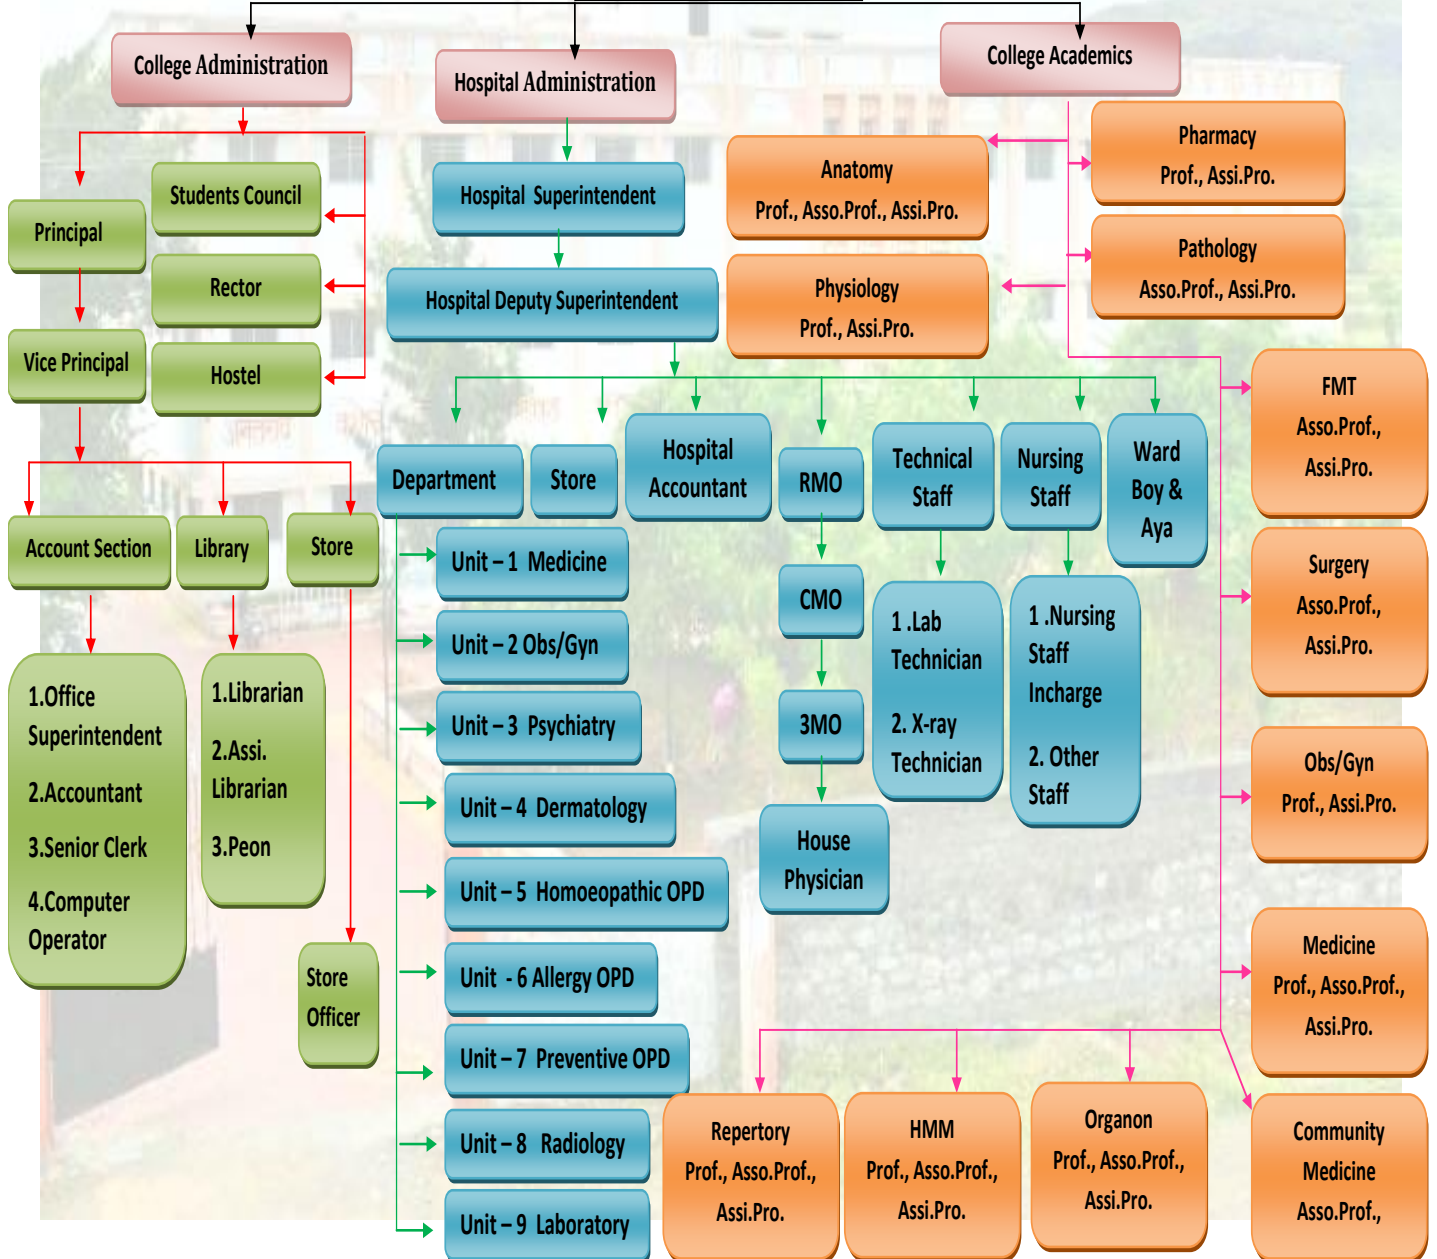 College Administration
Hospital Administration
College Academics
Principal
Vice Principal
Students Council
Rector
Hostel
Account Section
Library
Store
1.Office
Superintendent
2.Accountant
3.Senior Clerk
4.Computer
Operator
1.Librarian
2.Assi.
Librarian
3.Peon
Store
Officer
Hospital Superintendent
Hospital Deputy Superintendent
Department
Store
Hospital
Accountant
RMO
Technical
Staff
Nursing
Staff
Ward
Boy &
Aya
Unit – 1 Medicine
Unit – 2 Obs/Gyn
Unit – 3 Psychiatry
Unit – 4 Dermatology
Unit – 5 Homoeopathic OPD
Unit - 6 Allergy OPD
Unit – 7 Preventive OPD
Unit – 8 Radiology
Unit – 9 Laboratory
CMO
3MO
House
Physician
1 .Lab
Technician
2. X-ray
Technician
1 .Nursing
Staff
Incharge
2. Other
Staff
Anatomy
Prof., Asso.Prof., Assi.Pro.
Physiology
Prof., Assi.Pro.
Pharmacy
Prof., Assi.Pro.
Pathology
Asso.Prof., Assi.Pro.
FMT
Asso.Prof.,
Assi.Pro.
Surgery
Asso.Prof.,
Assi.Pro.
Obs/Gyn
Prof., Assi.Pro.
Medicine
Prof., Asso.Prof.,
Assi.Pro.
Repertory
Prof., Asso.Prof.,
Assi.Pro.
HMM
Prof., Asso.Prof.,
Assi.Pro.
Organon
Prof., Asso.Prof.,
Assi.Pro.
Community
Medicine
Asso.Prof.,